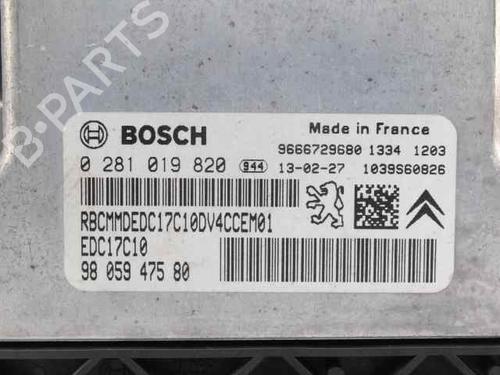 B-PARTS
BOSCH
Made in France
9666729680 1334 1203
0 281 019 820 944 13-02-27 1039S60826
RBCMMDEDC17C10DV4CCEM01
EDC17C10
98 059 475 80